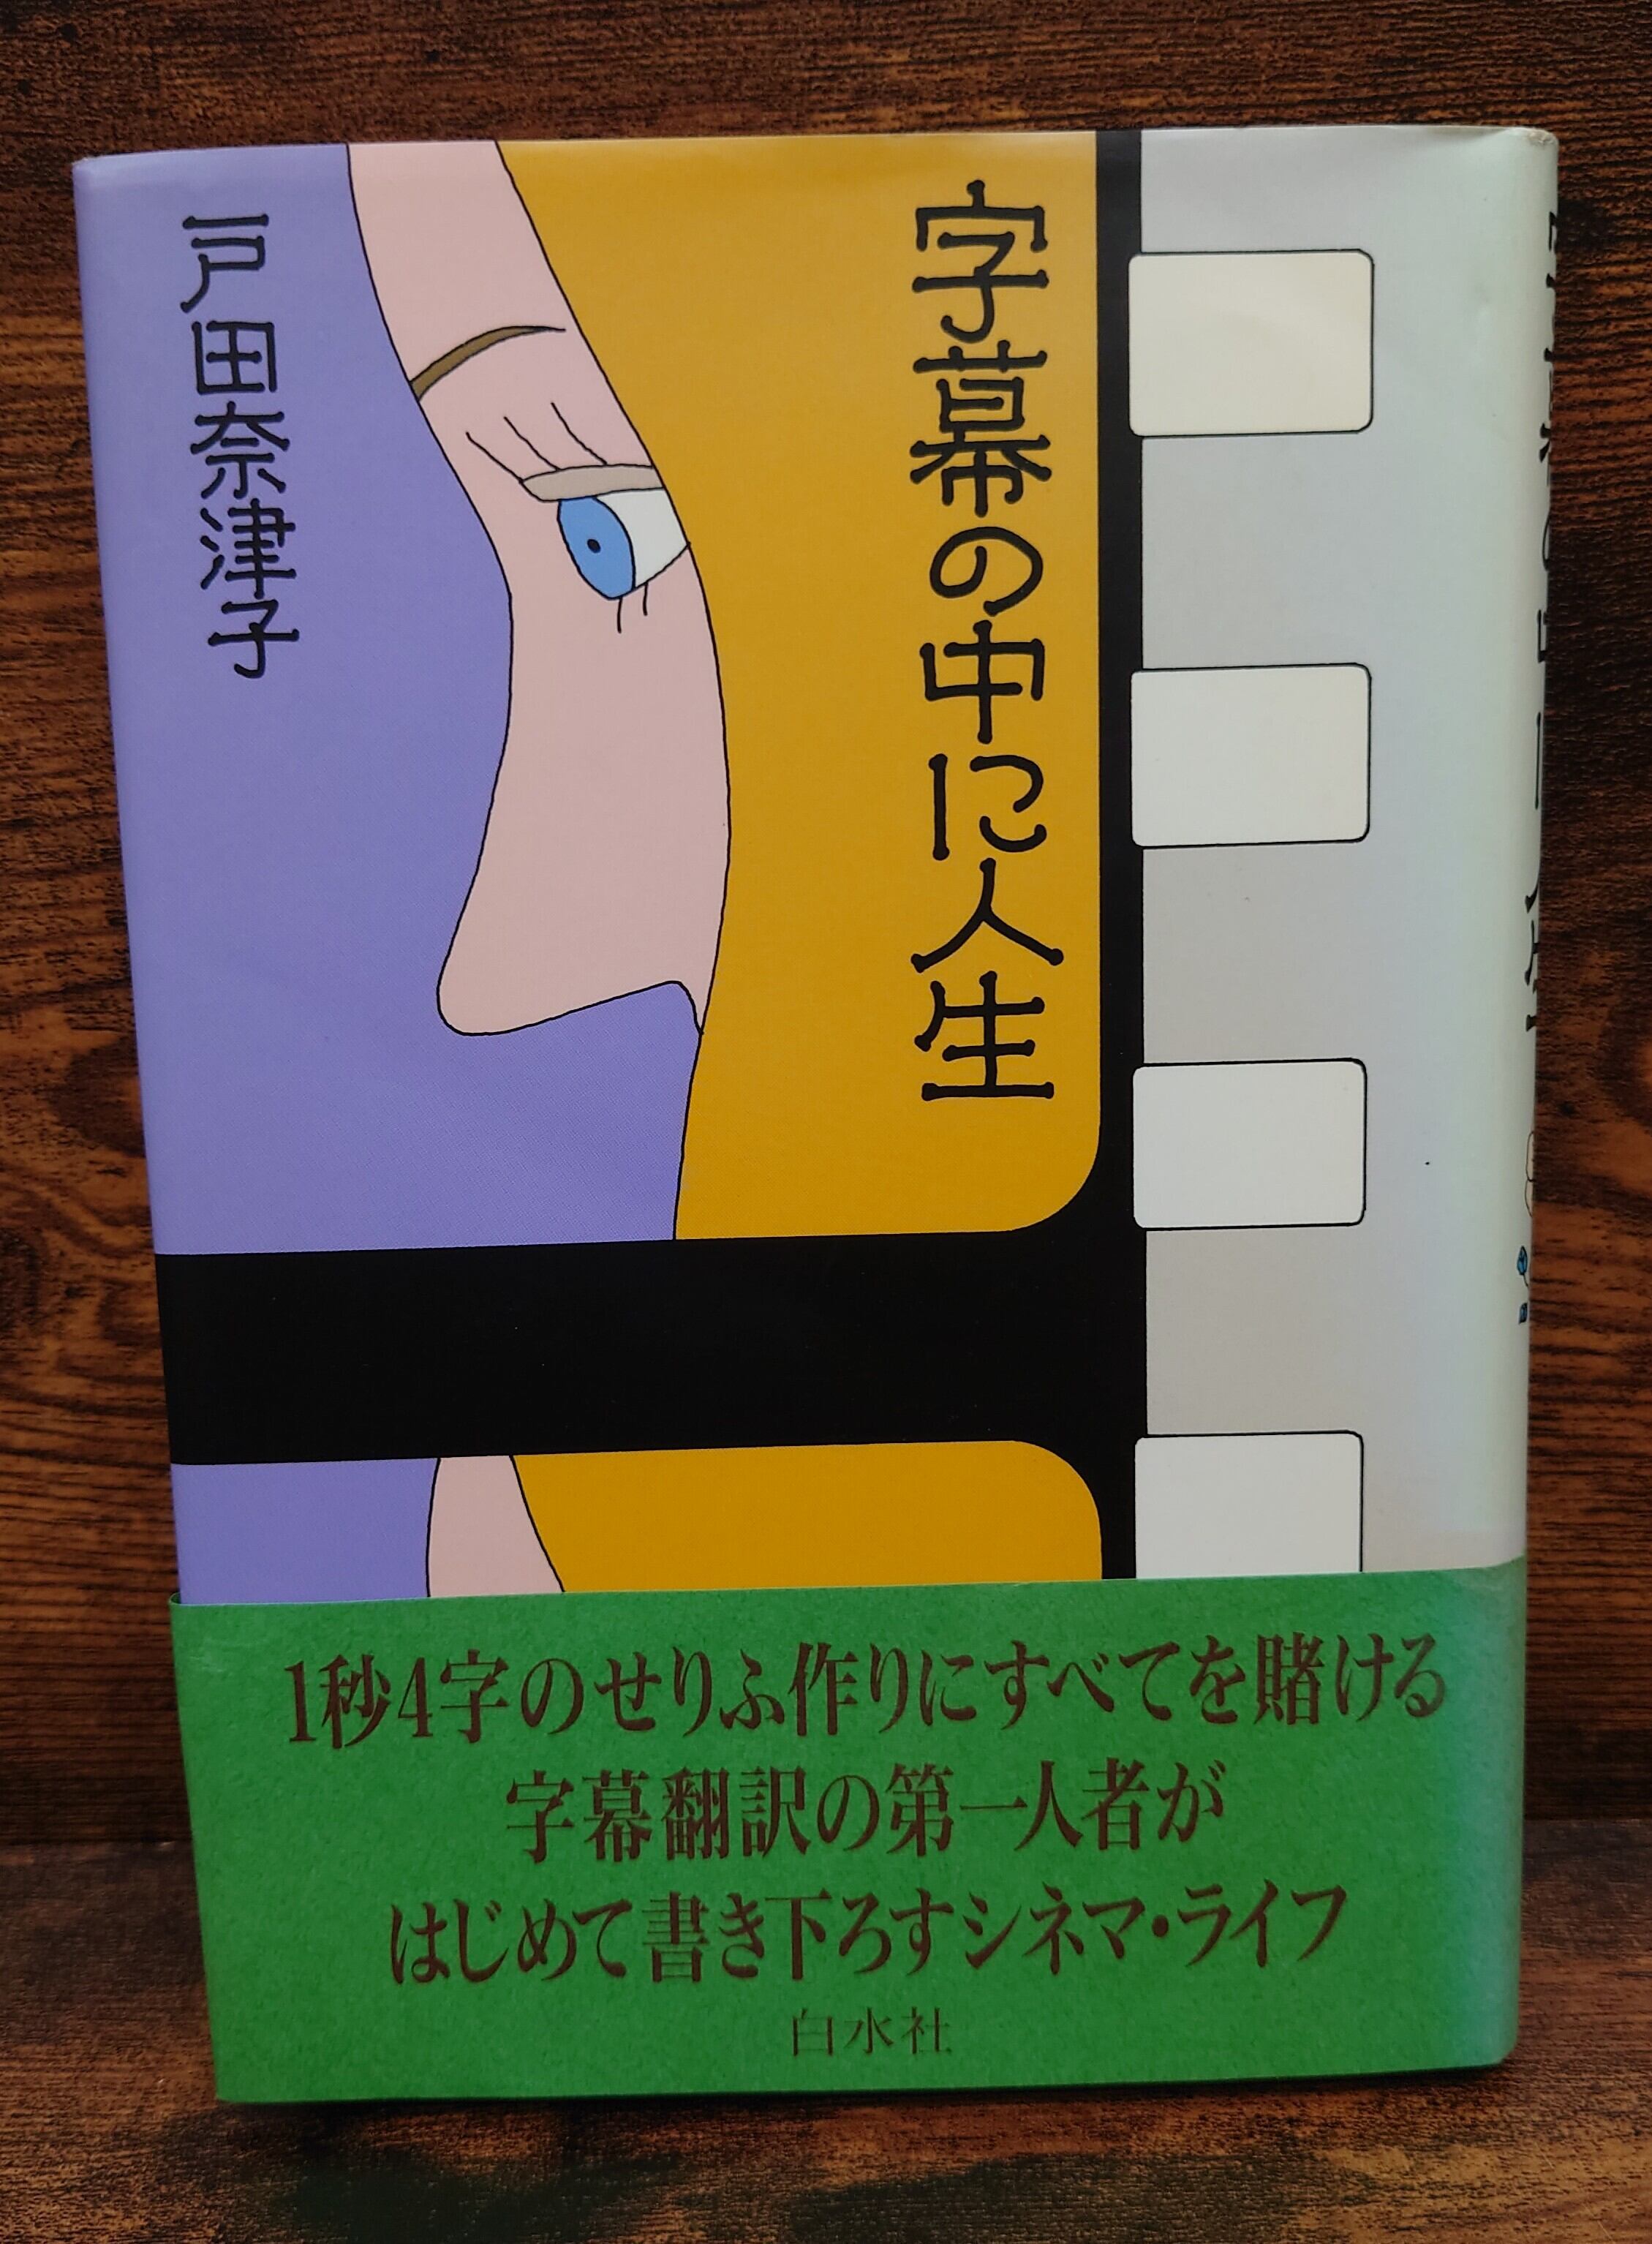 字幕の中に人生
戸田奈津子
1秒4字のせりふ作りにすべてを賭ける
字幕翻訳の第一人者が
はじめて書き下ろすシネマ・ライフ
白水社